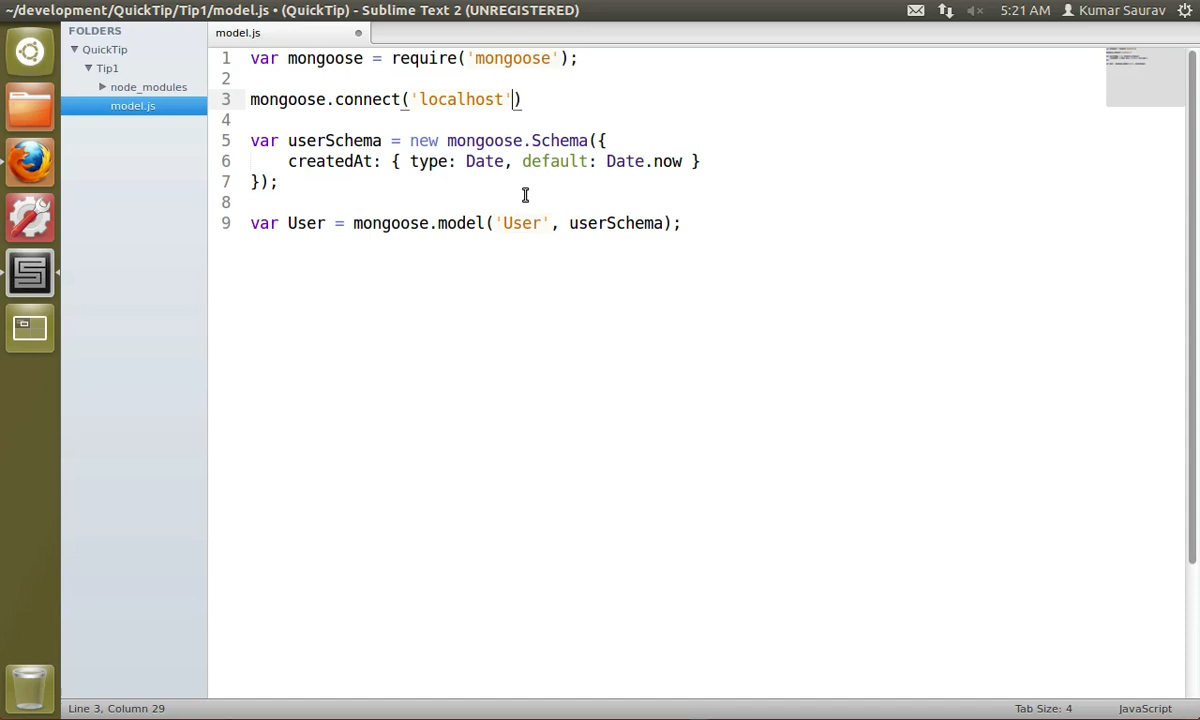 ~/development/QuickTip/Tip1/model.js • (QuickTip) - Sublime Text 2 (UNREGISTERED)
5:21 AM Kumar Saurav
FOLDERS
QuickTip
Tip1
node_modules
model.js
model.js
1 var mongoose = require('mongoose');
2
3 mongoose.connect('localhost')
4
5 var userSchema = new mongoose.Schema({
6 createdAt: { type: Date, default: Date.now }
7 });
8
9 var User = mongoose.model('User', userSchema);
Line 3, Column 29
Tab Size: 4 JavaScript